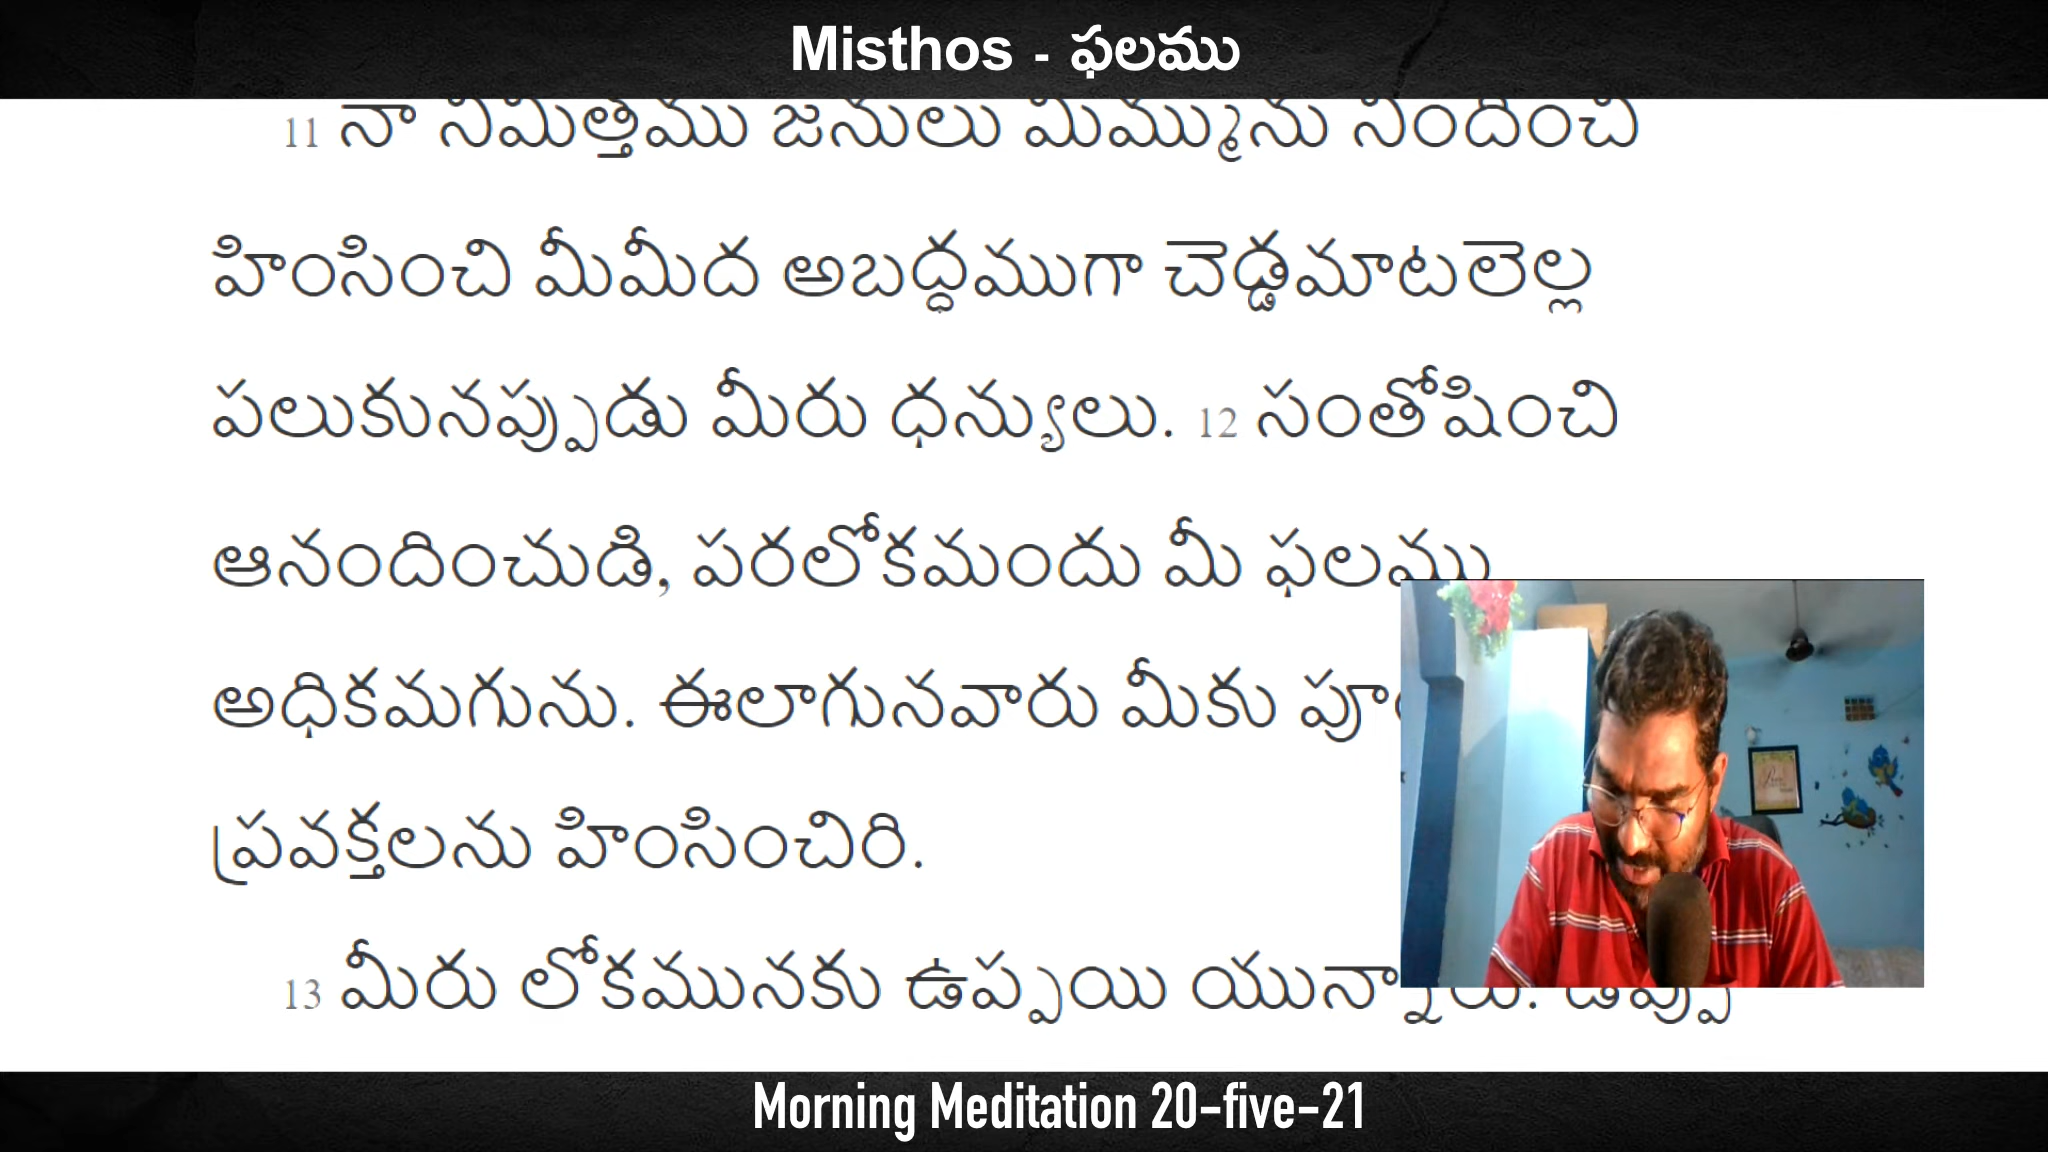 Misthos - ఫలము
11 నా నిమిత్తము జనులు మిమ్మును నిందించి
హింసించి మీమీద అబద్ధముగా చెడ్డమాటలెల్ల
పలుకునప్పుడు మీరు ధన్యులు. 12 సంతోషించి
ఆనందించుడి, పరలోకమందు మీ ఫలము
అధికమగును. ఈలాగునవారు మీకు
ప్రవక్తలను హింసించిరి.
13 మీరు లోకమునకు ఉప్పయి యున్నారు. ఉప్పు
Morning Meditation 20-five-21